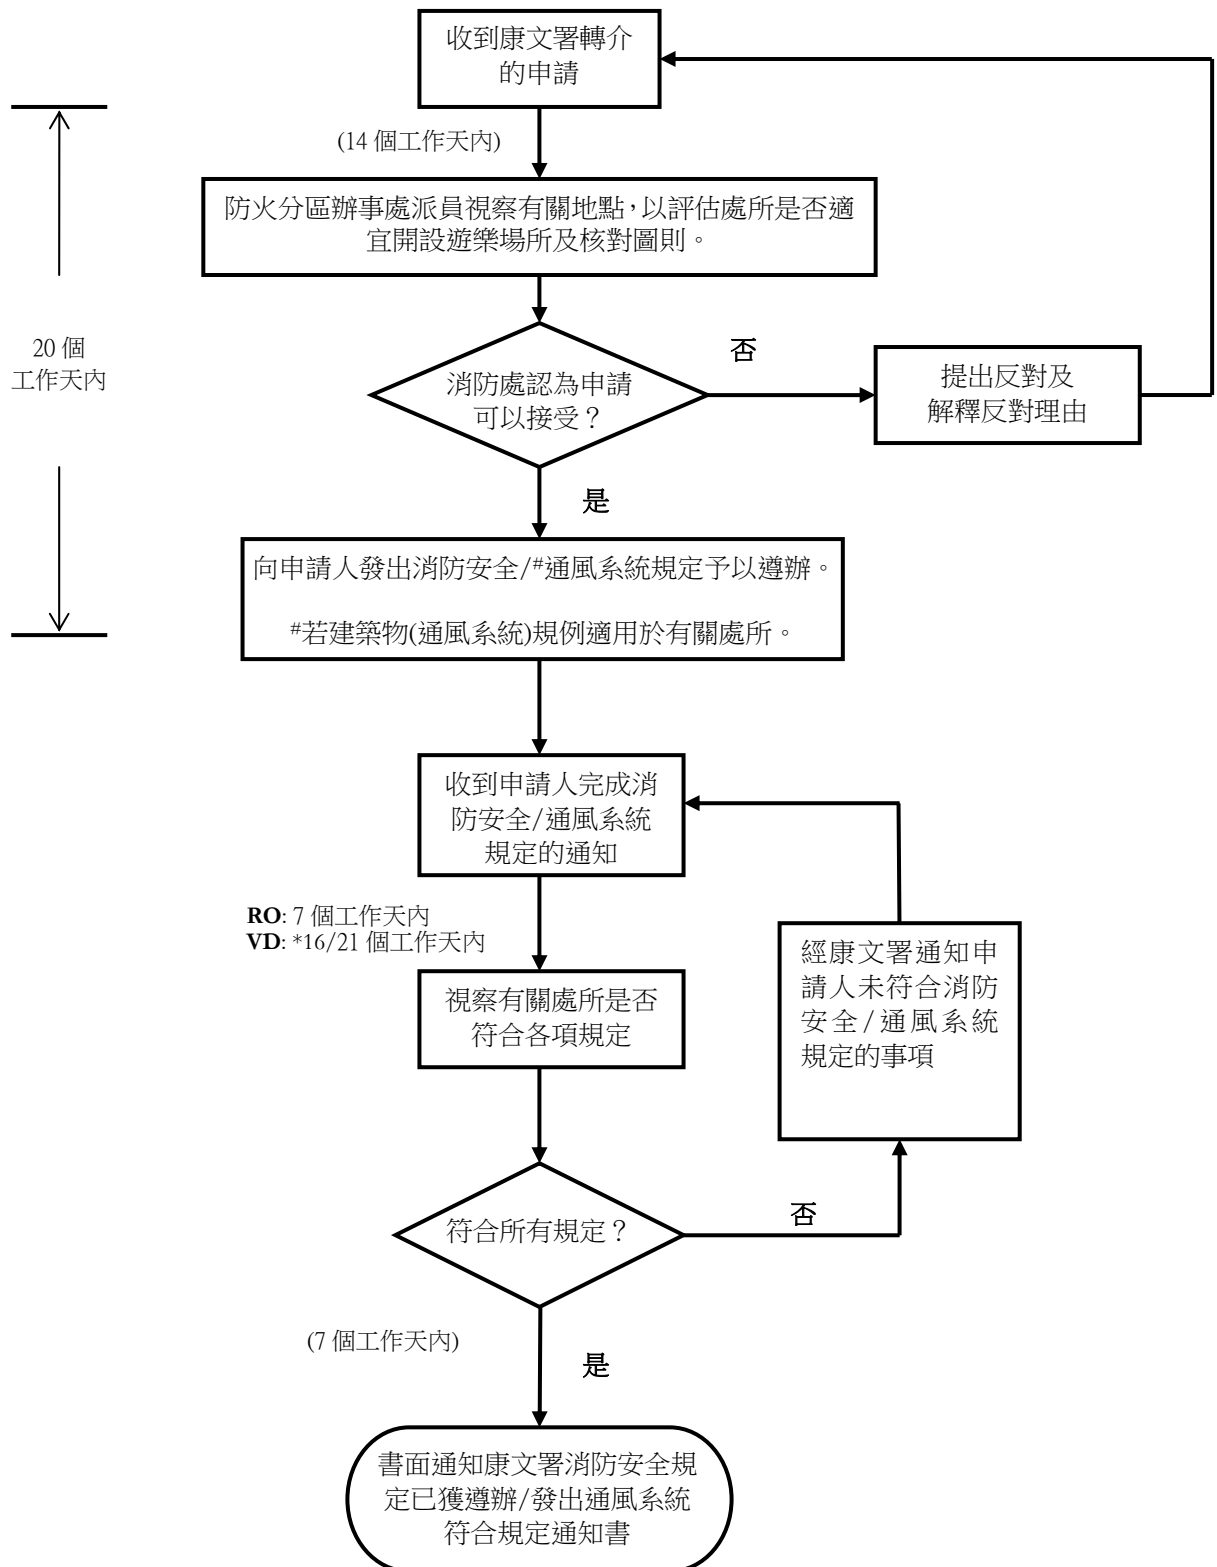 收到康文署轉介
的申請
(14 個工作天內)
防火分區辦事處派員視察有關地點，以評估處所是否適
宜開設遊樂場所及核對圖則。
20 個
工作天內
消防處認為申請
可以接受？
否
提出反對及
解釋反對理由
是
向申請人發出消防安全/#通風系統規定予以遵辦。
#若建築物(通風系統)規例適用於有關處所。
收到申請人完成消
防安全/通風系統
規定的通知
RO: 7 個工作天內
VD: *16/21 個工作天內
視察有關處所是否
符合各項規定
經康文署通知申
請人未符合消防
安全/通風系統
規定的事項
符合所有規定？
否
(7 個工作天內)
是
書面通知康文署消防安全規
定已獲遵辦/發出通風系統
符合規定通知書